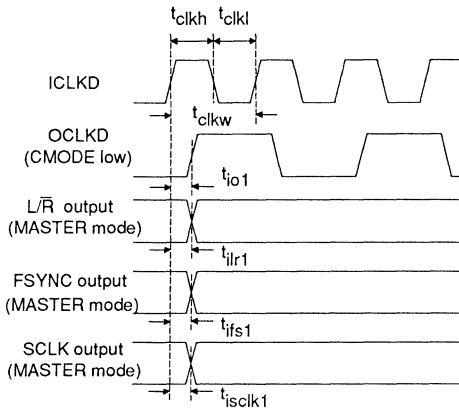 tclkh tclkl
ICLKD
tclkw
OCLKD
(CMODE low)
tio1
L/R̅ output
(MASTER mode)
tilr1
FSYNC output
(MASTER mode)
tifs1
SCLK output
(MASTER mode)
tisclk1